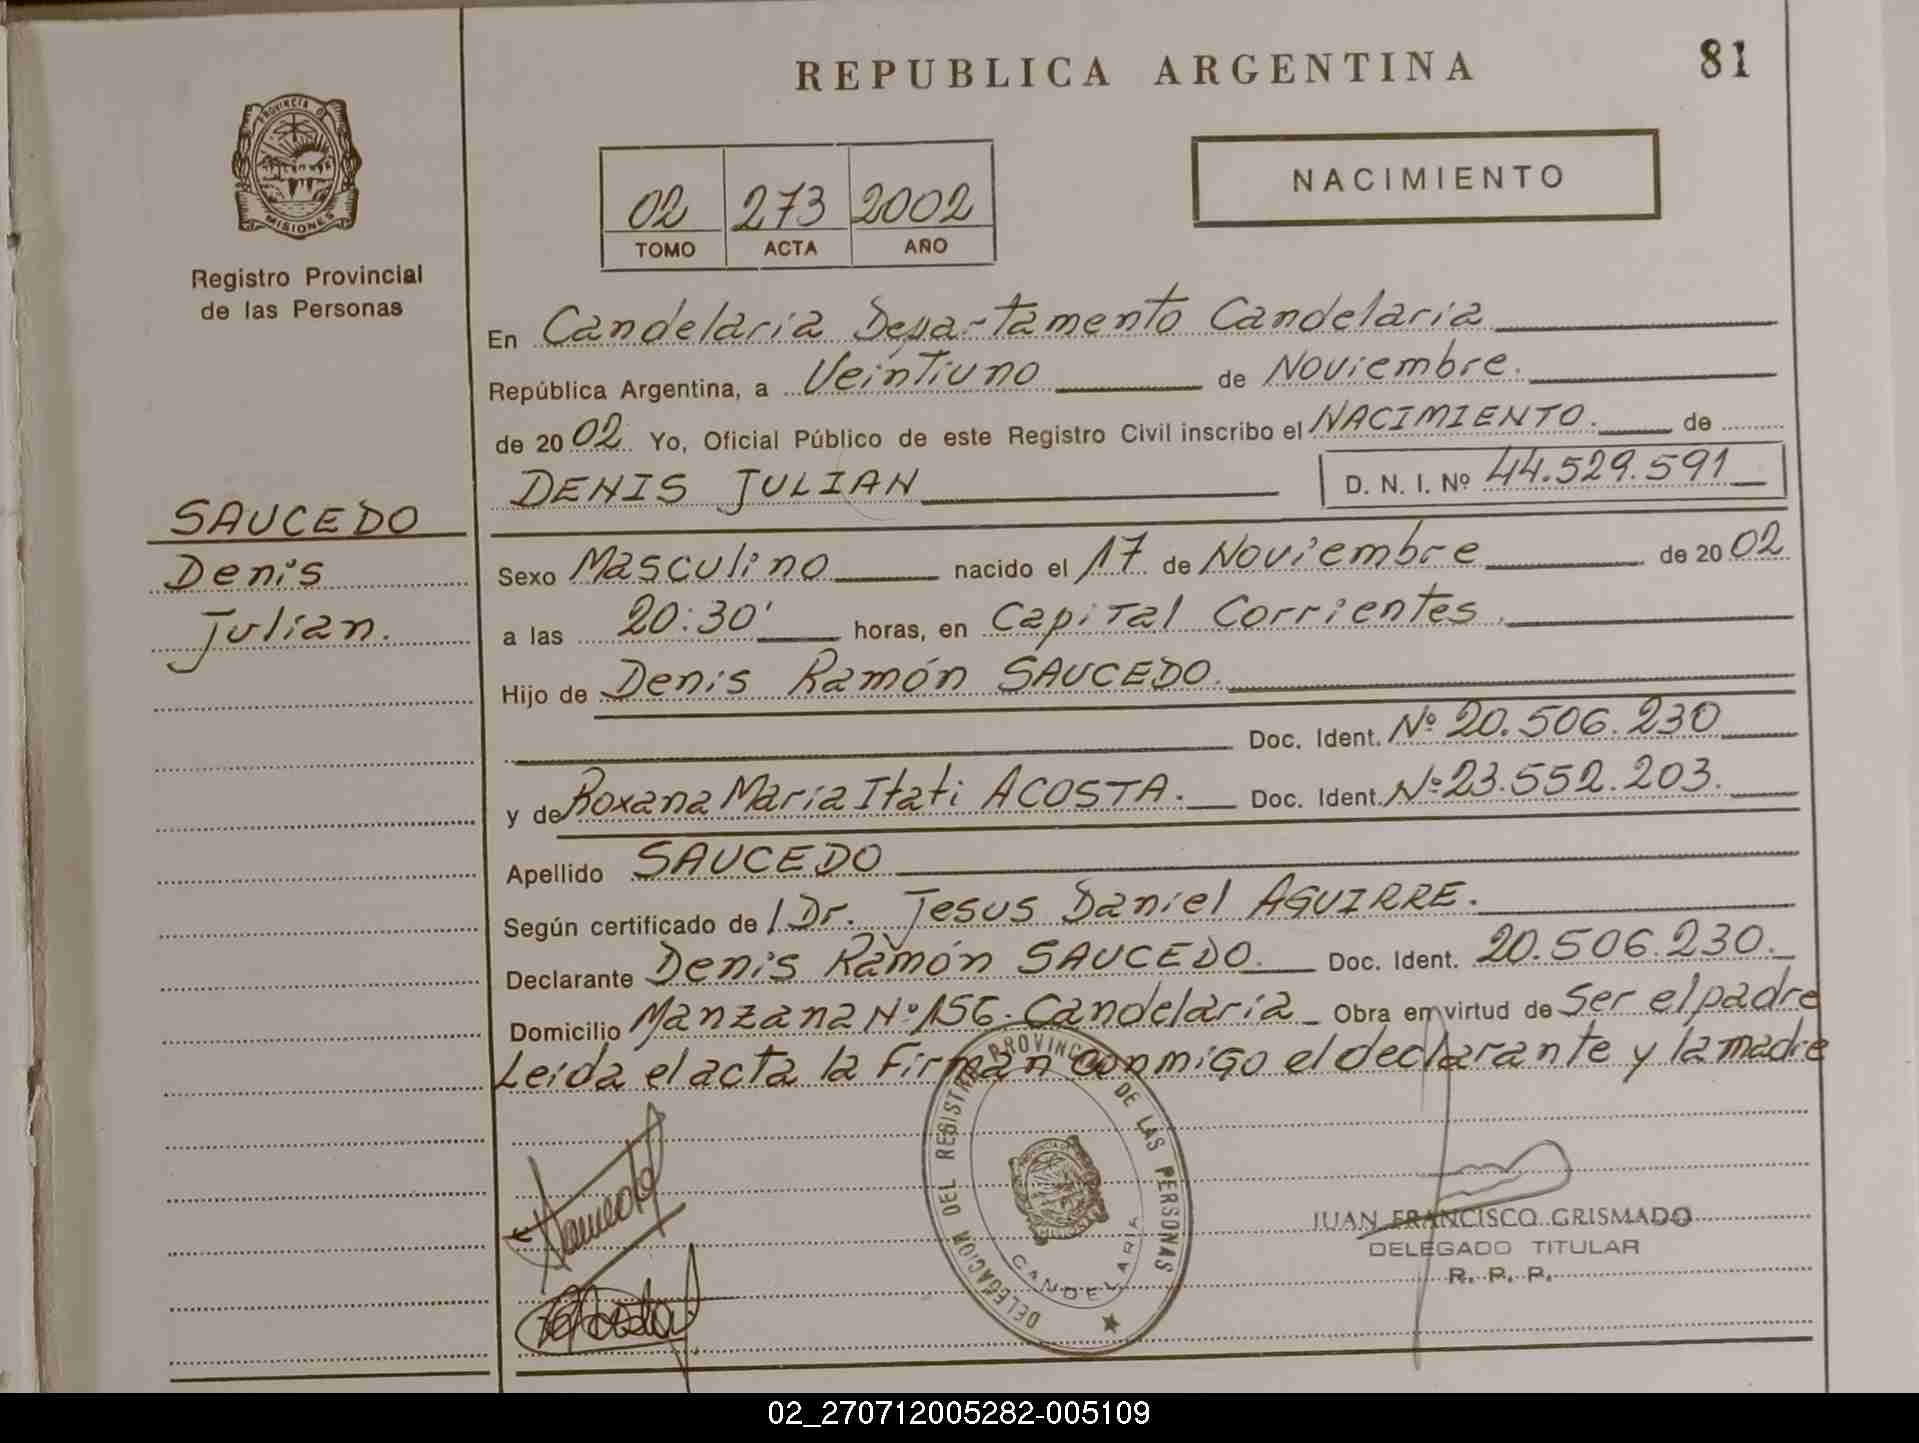 REPUBLICA ARGENTINA
81
PROVINCIA D
MISIONES
Registro Provincial
de las Personas
02 273 2002
TOMO ACTA AÑO
NACIMIENTO
En Candelaria Departamento Candelaria
República Argentina, a Veintiuno de Noviembre.
de 2002 Yo, Oficial Público de este Registro Civil inscribo el NACIMIENTO. de
DENIS JULIAN D. N. I. Nº 44.529.591
SAUCEDO
Denis
Julian.
Sexo Masculino nacido el 17 de Noviembre de 2002
a las 20:30' horas, en Capital Corrientes.
Hijo de Denis Ramón SAUCEDO.
Doc. Ident. Nº 20.506.230
y de Roxana Maria Itati ACOSTA. Doc. Ident. Nº 23.552.203.
Apellido SAUCEDO
Según certificado de / Dr. Jesus Daniel AGUIRRE.
Declarante Denis Ramón SAUCEDO. Doc. Ident. 20.506.230.
Domicilio Manzana Nº 156. Candelaria Obra en virtud de Ser el padre
Leída el acta la Firman conmigo el declarante y la madre
DELEGACION DEL REGISTRO PROVINCIAL DE LAS PERSONAS
CANDELARIA
JUAN FRANCISCO GRISMADO
DELEGADO TITULAR
R. P. P.
02_270712005282-005109